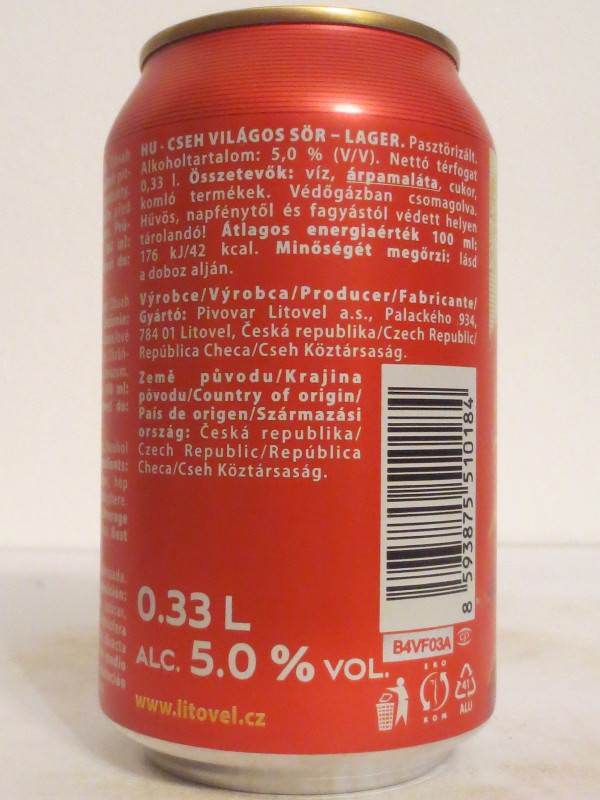 HU - CSEH VILÁGOS SÖR – LAGER. Pasztörizált.
Alkoholtartalom: 5,0 % (V/V). Nettó térfogat
0,33 l. Összetevők: víz, árpamaláta, cukor,
komló termékek. Védőgázban csomagolva.
Hűvös, napfénytől és fagyástól védett helyen
tárolandó! Átlagos energiaérték 100 ml:
176 kJ/42 kcal. Minőségét megőrzi: lásd
a doboz alján.
Výrobce/Výrobca/Producer/Fabricante/
Gyártó: Pivovar Litovel a.s., Palackého 934,
784 01 Litovel, Česká republika/Czech Republic/
República Checa/Cseh Köztársaság.
Země původu/Krajina
pôvodu/Country of origin/
País de origen/Származási
ország: Česká republika/
Czech Republic/República
Checa/Cseh Köztársaság.
8 593875 510184
B4VF03A
0.33 L
ALC. 5.0 % VOL.
www.litovel.cz
EKO
KOM
41
ALU